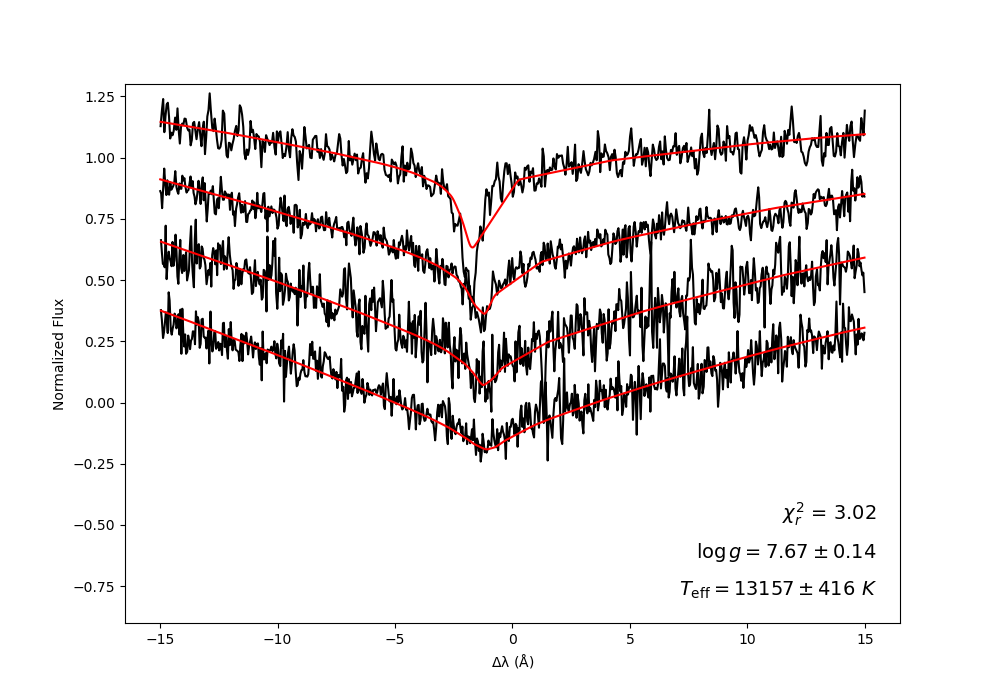 1.25
1.00
0.75
0.50
0.25
0.00
−0.25
−0.50
−0.75
Normalized Flux
χ²ᵣ = 3.02
log g = 7.67 ± 0.14
T_eff = 13157 ± 416 K
−15 −10 −5 0 5 10 15
Δλ (Å)